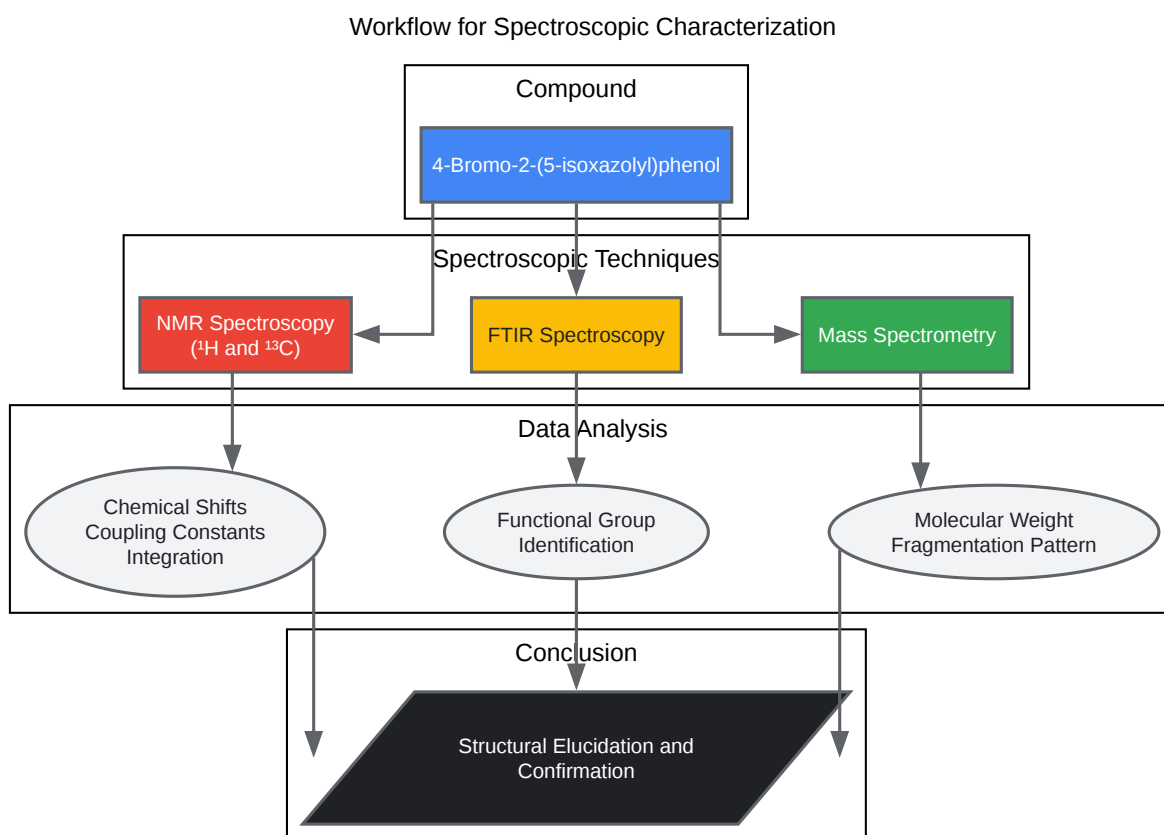 Workflow for Spectroscopic Characterization
Compound
4-Bromo-2-(5-isoxazolyl)phenol
Spectroscopic Techniques
NMR Spectroscopy
(¹H and ¹³C)
FTIR Spectroscopy
Mass Spectrometry
Data Analysis
Chemical Shifts
Coupling Constants
Integration
Functional Group
Identification
Molecular Weight
Fragmentation Pattern
Conclusion
Structural Elucidation and
Confirmation